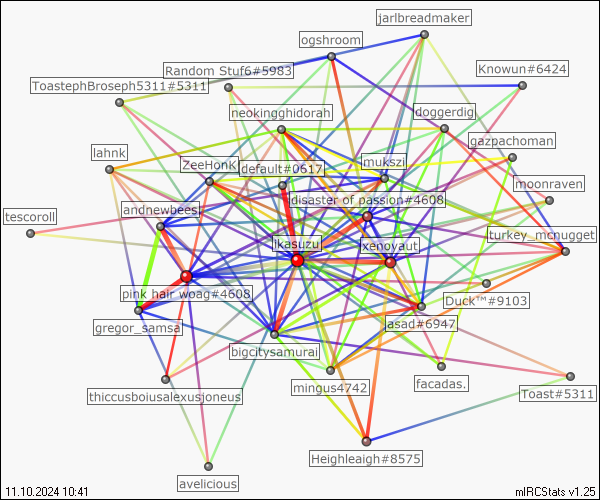 jarlbreadmaker
ogshroom
Random Stuf6#5983
Knowun#6424
ToastephBroseph5311#5311
neokingghidorah
doggerdig
gazpachoman
lahnk
ZeeHonk
default#0617
mukszi
moonraven
disaster of passion#4608
andnewbees
tescoroll
ikasuzu
xenoyaut
turkey_mcnugget
pink hair woag#4608
Duck™#9103
gregor_samsa
jasad#6947
bigcitysamurai
mingus4742
facadas.
Toast#5311
thiccusboiusalexusjoneus
Heighleaigh#8575
avelicious
11.10.2024 10:41
mIRCStats v1.25